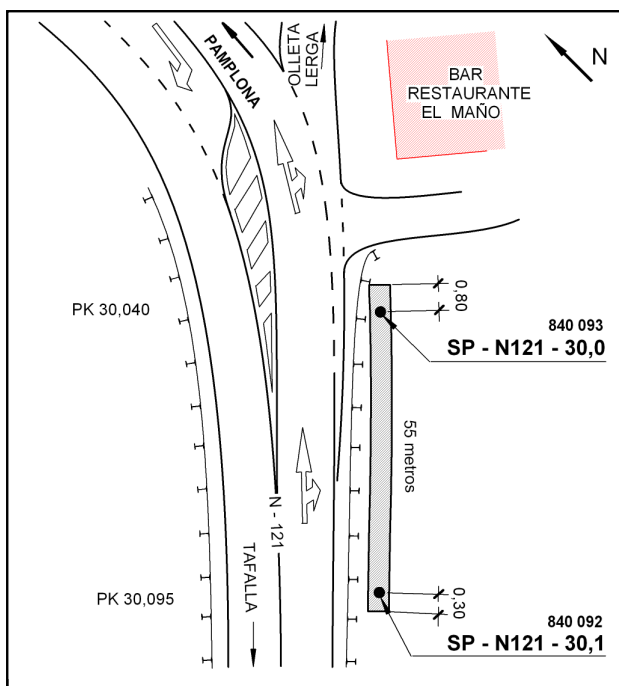 PAMPLONA
OLLETA
LERGA
N
BAR
RESTAURANTE
EL MAÑO
PK 30,040
0,80
840 093
SP - N121 - 30,0
55 metros
N - 121
TAFALLA
PK 30,095
0,30
840 092
SP - N121 - 30,1